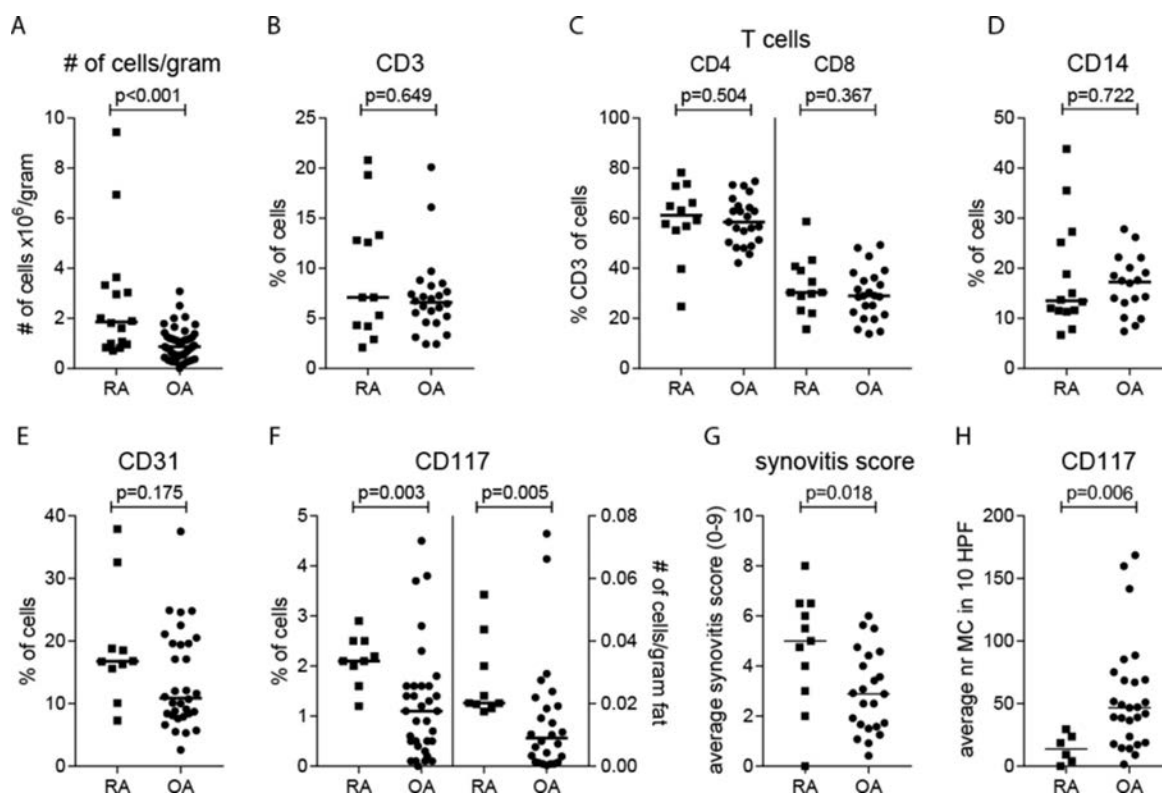 A
# of cells/gram
p<0.001
# of cells x10⁶/gram
10
8
6
4
2
0
RA OA
B
CD3
p=0.649
% of cells
25
20
15
10
5
0
RA OA
C
T cells
CD4 CD8
p=0.504 p=0.367
% CD3 of cells
100
80
60
40
20
0
RA OA RA OA
D
CD14
p=0.722
% of cells
50
40
30
20
10
0
RA OA
E
CD31
p=0.175
% of cells
40
30
20
10
0
RA OA
F
CD117
p=0.003 p=0.005
% of cells
5
4
3
2
1
0
0.08
0.06
0.04
0.02
0.00
# of cells/gram fat
RA OA RA OA
G
synovitis score
p=0.018
average synovitis score (0-9)
10
8
6
4
2
0
RA OA
H
CD117
p=0.006
average nr MC in 10 HPF
200
150
100
50
0
RA OA